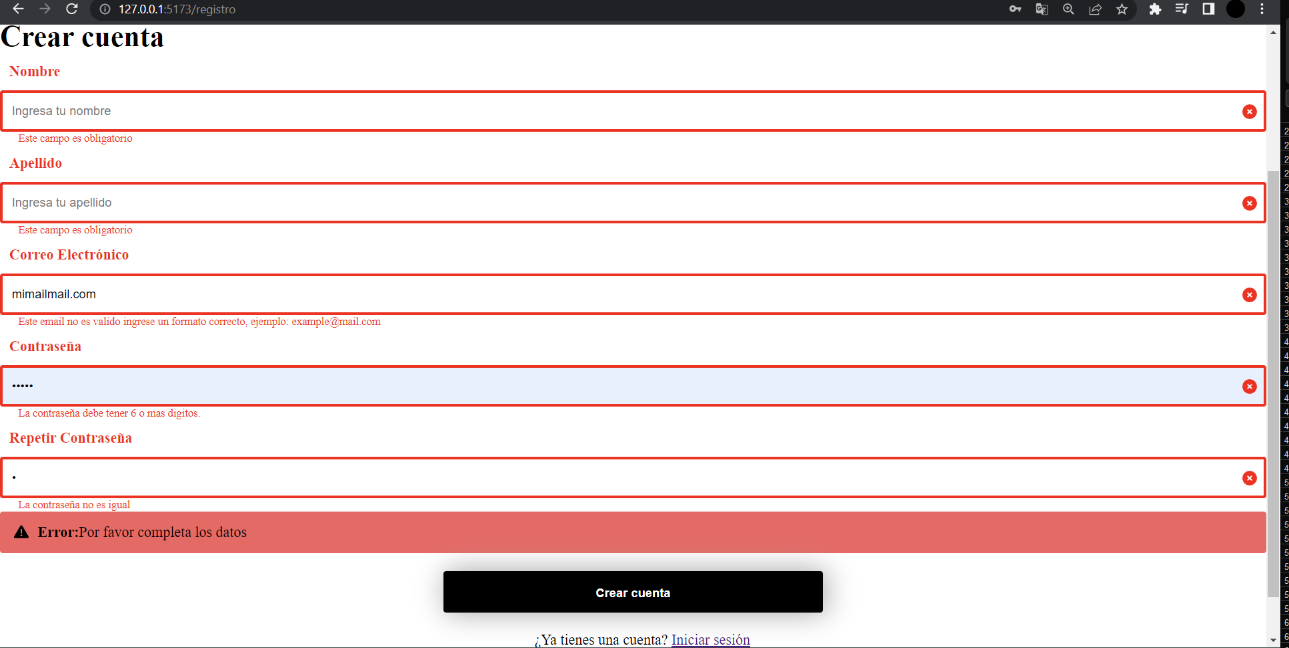 127.0.0.1:5173/registro
Crear cuenta
Nombre
Ingresa tu nombre
Este campo es obligatorio
Apellido
Ingresa tu apellido
Este campo es obligatorio
Correo Electrónico
mimailmail.com
Este email no es valido ingrese un formato correcto, ejemplo: example@mail.com
Contraseña
•••••
La contraseña debe tener 6 o mas digitos.
Repetir Contraseña
•
La contraseña no es igual
Error:Por favor completa los datos
Crear cuenta
¿Ya tienes una cuenta? Iniciar sesión